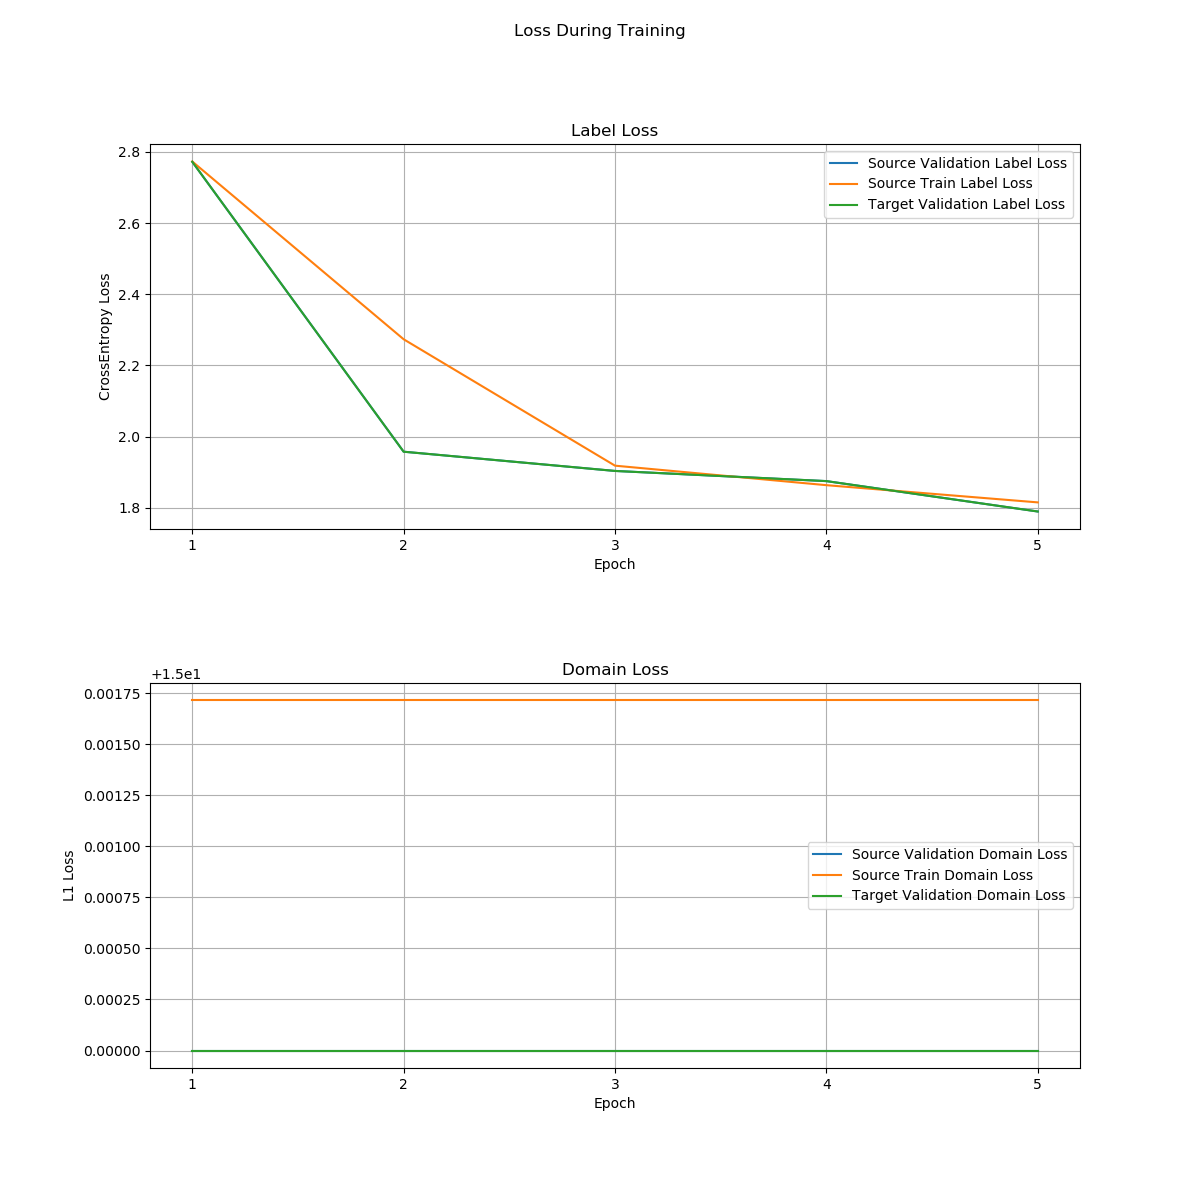 Loss During Training
Label Loss
2.8
2.6
2.4
2.2
2.0
1.8
CrossEntropy Loss
Source Validation Label Loss
Source Train Label Loss
Target Validation Label Loss
1 2 3 4 5
Epoch
Domain Loss
+1.5e1
0.00175
0.00150
0.00125
0.00100
0.00075
0.00050
0.00025
0.00000
L1 Loss
Source Validation Domain Loss
Source Train Domain Loss
Target Validation Domain Loss
1 2 3 4 5
Epoch